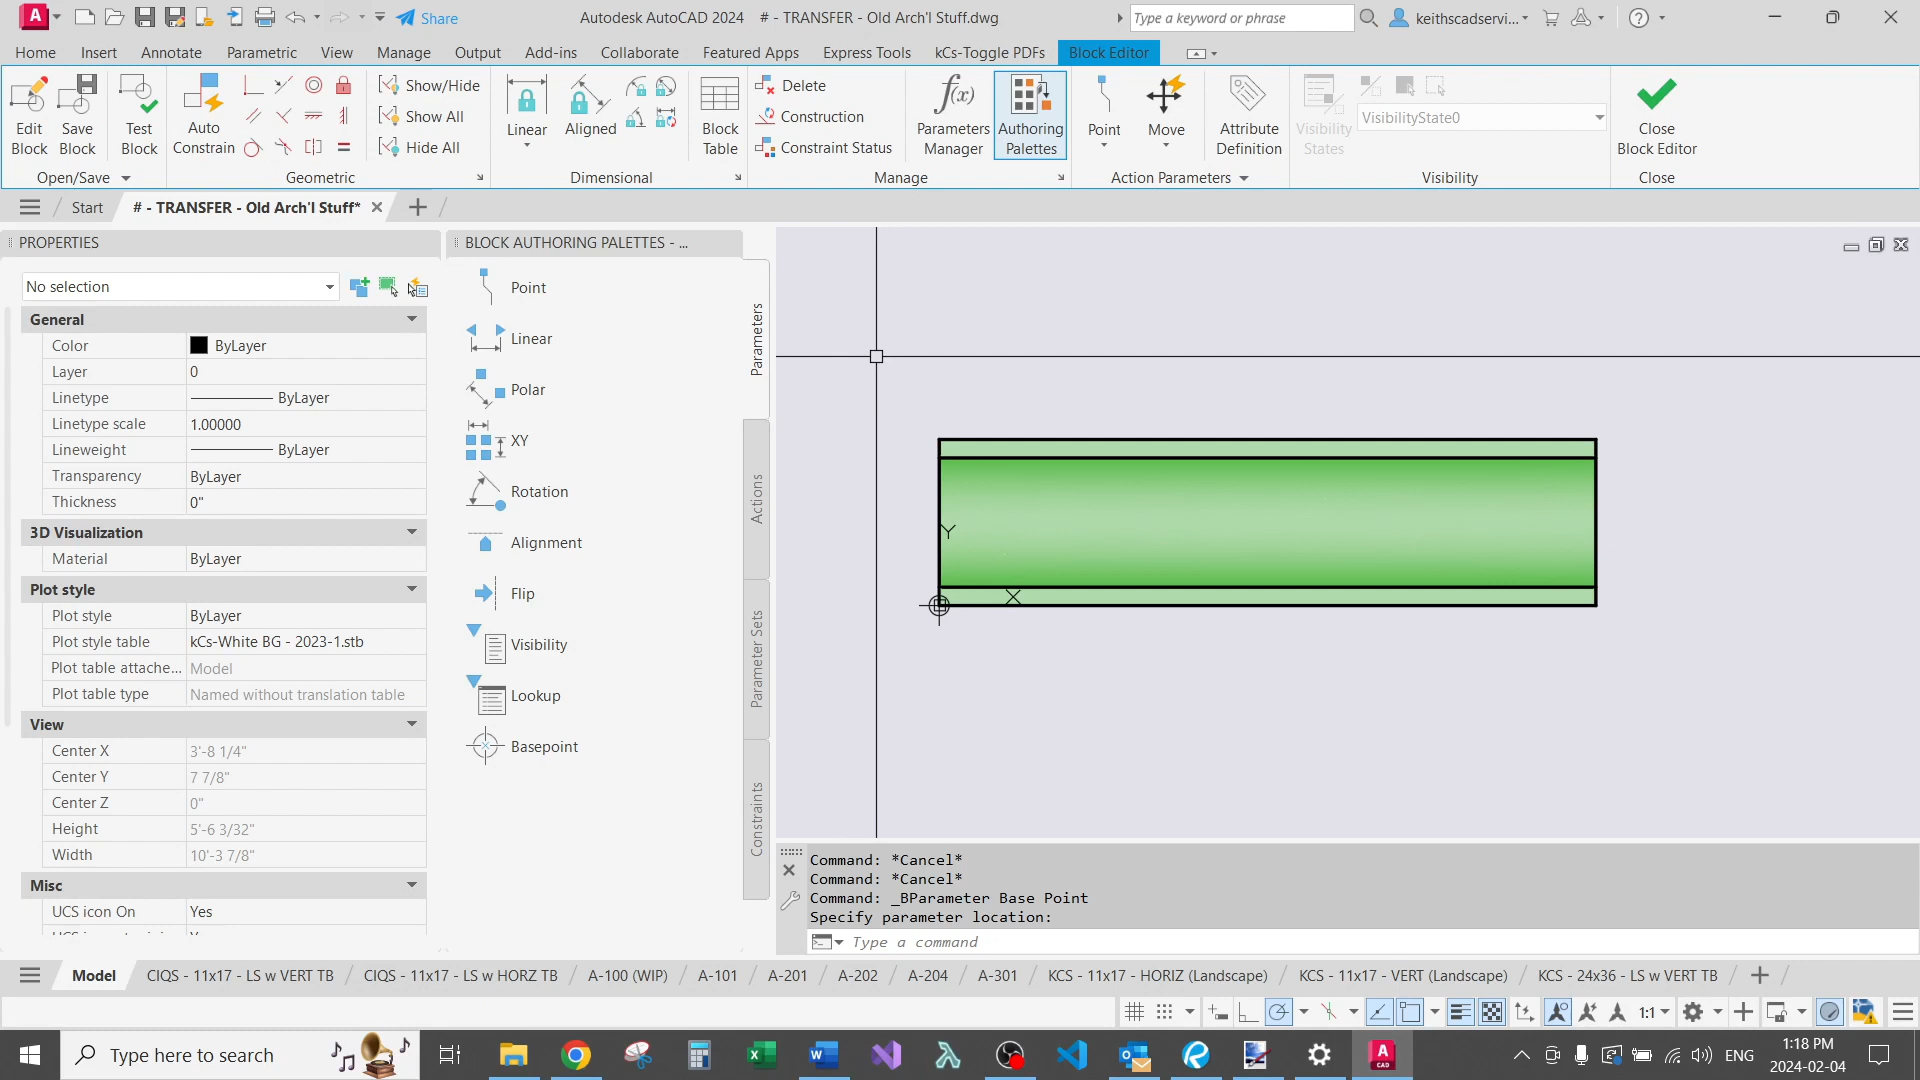 Share
Autodesk AutoCAD 2024 # - TRANSFER - Old Arch'l Stuff.dwg
Type a keyword or phrase
keithscadservi...
Home Insert Annotate Parametric View Manage Output Add-ins Collaborate Featured Apps Express Tools kCs-Toggle PDFs Block Editor
Edit Block
Save Block
Test Block
Open/Save
Auto Constrain
Show/Hide
Show All
Hide All
Geometric
Linear
Aligned
Block Table
Dimensional
Delete
Construction
Constraint Status
Parameters Manager
Authoring Palettes
Manage
Point
Move
Attribute Definition
Action Parameters
Visibility States
VisibilityState0
Visibility
Close Block Editor
Close
Start
# - TRANSFER - Old Arch'l Stuff*
PROPERTIES
No selection
General
Color ByLayer
Layer 0
Linetype ByLayer
Linetype scale 1.00000
Lineweight ByLayer
Transparency ByLayer
Thickness 0"
3D Visualization
Material ByLayer
Plot style
Plot style ByLayer
Plot style table kCs-White BG - 2023-1.stb
Plot table attache... Model
Plot table type Named without translation table
View
Center X 3'-8 1/4"
Center Y 7 7/8"
Center Z 0"
Height 5'-6 3/32"
Width 10'-3 7/8"
Misc
UCS icon On Yes
BLOCK AUTHORING PALETTES - ...
Point
Linear
Polar
XY
Rotation
Alignment
Flip
Visibility
Lookup
Basepoint
Parameters
Actions
Parameter Sets
Constraints
Y
X
Command: *Cancel*
Command: *Cancel*
Command: _BParameter Base Point
Specify parameter location:
Type a command
Model CIQS - 11x17 - LS w VERT TB CIQS - 11x17 - LS w HORZ TB A-100 (WIP) A-101 A-201 A-202 A-204 A-301 KCS - 11x17 - HORIZ (Landscape) KCS - 11x17 - VERT (Landscape) KCS - 24x36 - LS w VERT TB
1:1
Type here to search
ENG
1:18 PM
2024-02-04